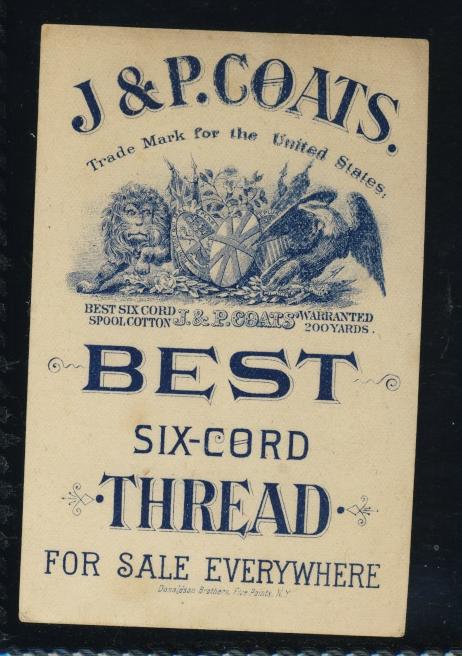 J & P. COATS.
Trade Mark for the United States.
BEST SIX CORD SPOOL COTTON
J. & P. COATS'
WARRANTED 200 YARDS.
BEST
SIX-CORD
THREAD
FOR SALE EVERYWHERE
Donaldson Brothers, Five Points, N.Y